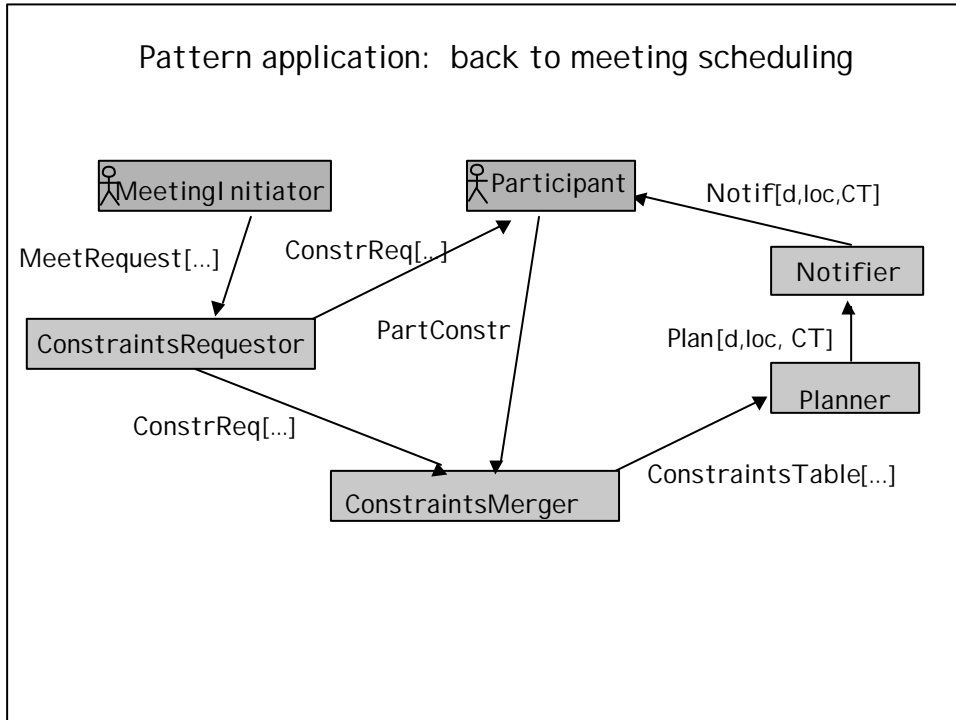 Pattern application: back to meeting scheduling
MeetingInitiator
Participant
Notif[d,loc,CT]
MeetRequest[...]
ConstrReq[...]
Notifier
ConstraintsRequestor
PartConstr
Plan[d,loc, CT]
Planner
ConstrReq[...]
ConstraintsTable[...]
ConstraintsMerger